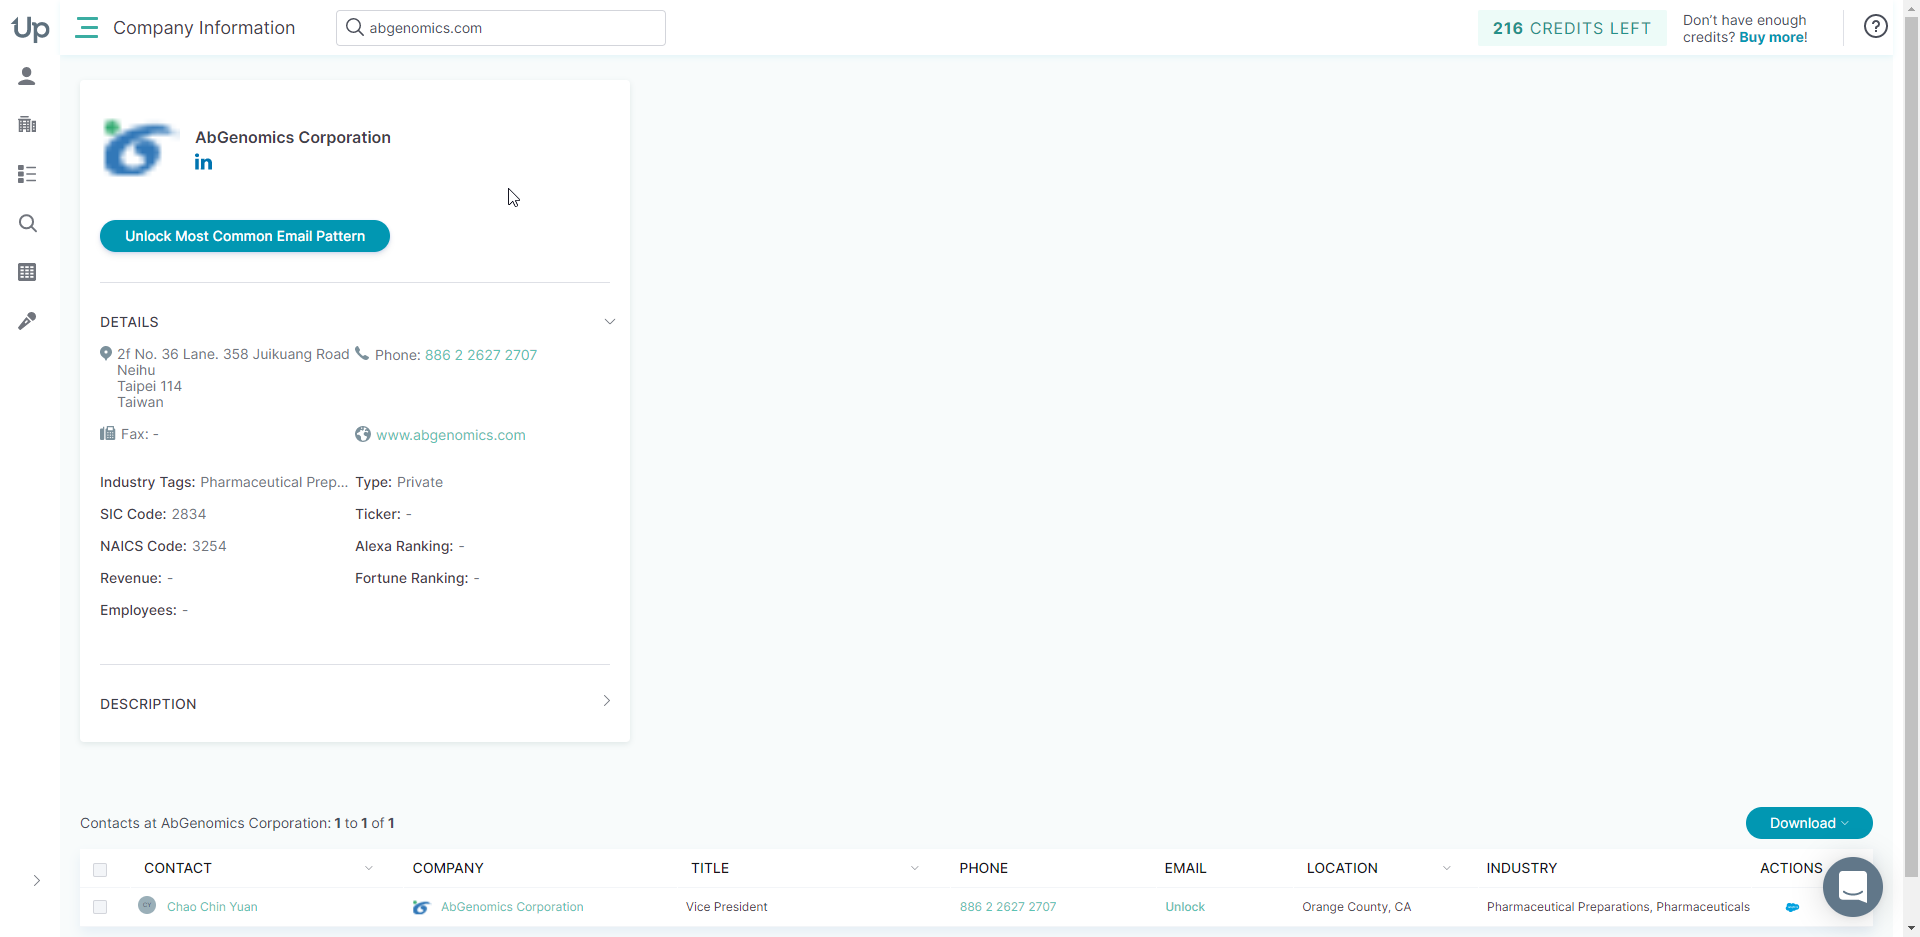 Up
Company Information
abgenomics.com
216 CREDITS LEFT
Don't have enough
credits? Buy more!
?
AbGenomics Corporation
in
Unlock Most Common Email Pattern
DETAILS
2f No. 36 Lane. 358 Juikuang Road
Neihu
Taipei 114
Taiwan
Phone: 886 2 2627 2707
Fax: -
www.abgenomics.com
Industry Tags: Pharmaceutical Prep...
Type: Private
SIC Code: 2834
Ticker: -
NAICS Code: 3254
Alexa Ranking: -
Revenue: -
Fortune Ranking: -
Employees: -
DESCRIPTION
Contacts at AbGenomics Corporation: 1 to 1 of 1
Download
CONTACT COMPANY TITLE PHONE EMAIL LOCATION INDUSTRY ACTIONS
CY Chao Chin Yuan AbGenomics Corporation Vice President 886 2 2627 2707 Unlock Orange County, CA Pharmaceutical Preparations, Pharmaceuticals